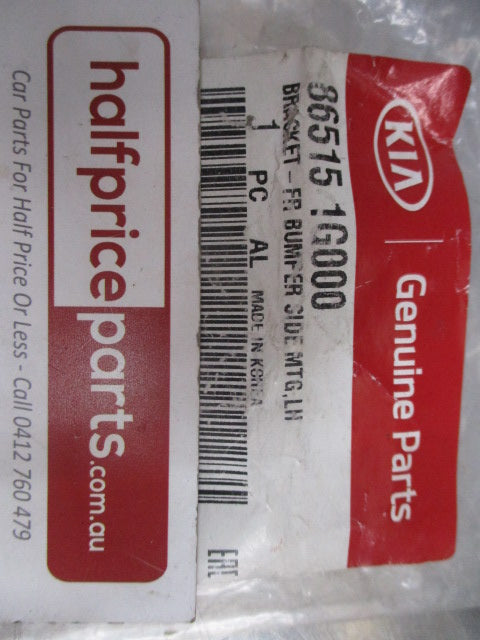 KIA Genuine Parts
86515 1G000
BRACKET-FR BUMPER SIDE MTG,LH
1 PC AL MADE IN KOREA
EAC
halfpriceparts.com.au
Car Parts For Half Price Or Less - Call 0412 760 479